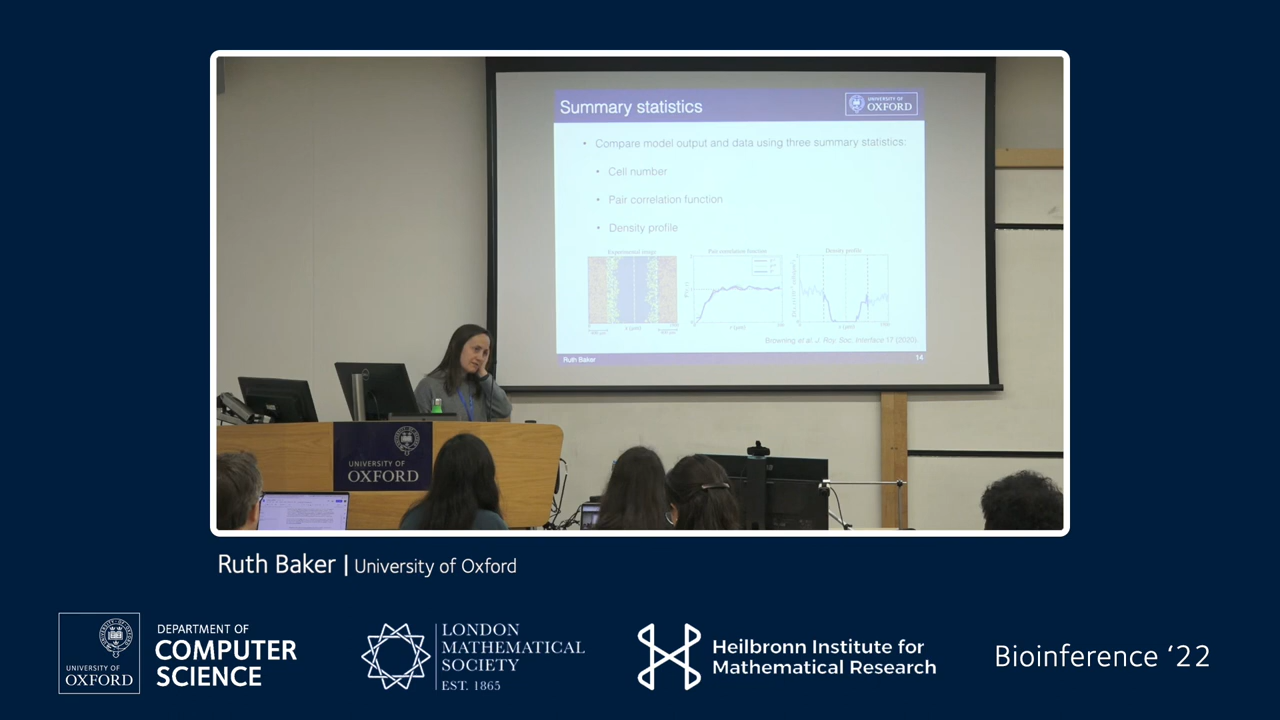 Summary statistics
UNIVERSITY OF
OXFORD
• Compare model output and data using three summary statistics:
• Cell number
• Pair correlation function
• Density profile
Experimental image
Pair correlation function
Density profile
Browning et al. J. Roy. Soc. Interface 17 (2020)
Ruth Baker
14
UNIVERSITY OF
OXFORD
Ruth Baker | University of Oxford
UNIVERSITY OF
OXFORD
DEPARTMENT OF
COMPUTER
SCIENCE
LONDON
MATHEMATICAL
SOCIETY
EST. 1865
Heilbronn Institute for
Mathematical Research
Bioinference ‘22